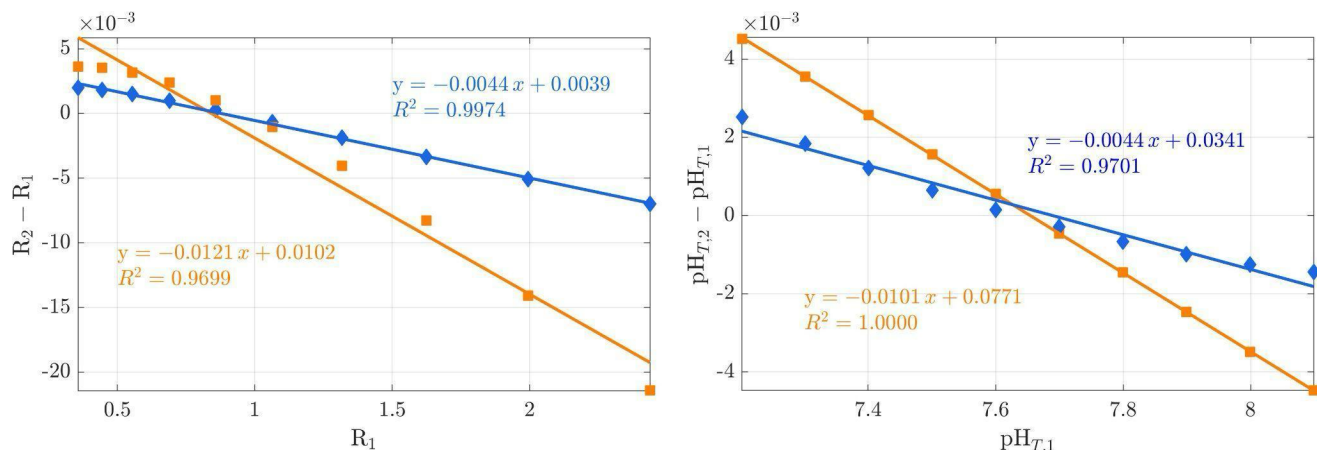 ×10⁻³
5
0
-5
-10
-15
-20
R₂ − R₁
y = −0.0044 x + 0.0039
R² = 0.9974
y = −0.0121 x + 0.0102
R² = 0.9699
0.5 1 1.5 2
R₁
×10⁻³
4
2
0
-2
-4
pH_{T,2} − pH_{T,1}
y = −0.0044 x + 0.0341
R² = 0.9701
y = −0.0101 x + 0.0771
R² = 1.0000
7.4 7.6 7.8 8
pH_{T,1}